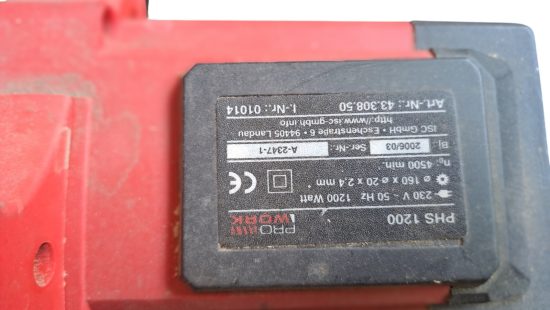 PHS 1200
PRO WORK
230 V ~ 50 Hz 1200 Watt
ø 160 x ø 20 x 2,4 mm
n₀: 4500 min.
CE
Bj.: 2006/03 Ser-Nr.: A-2347-1
ISC GmbH • Eschenstraße 6 • 94405 Landau
http://www.isc-gmbh.info
Art.-Nr.: 43.308.50 I.-Nr.: 01014